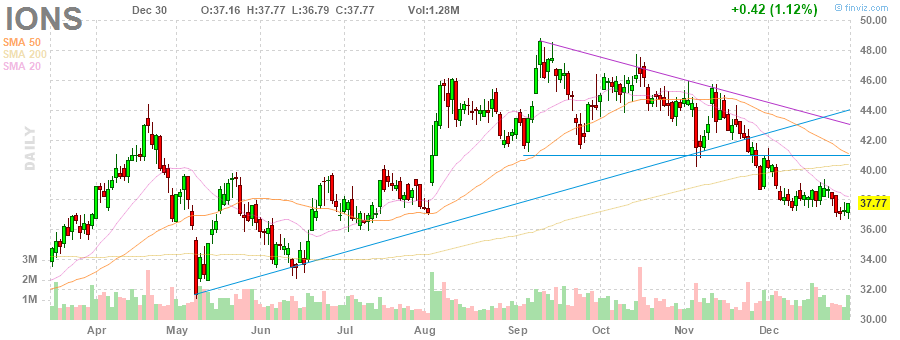 IONS Dec 30 O:37.16 H:37.77 L:36.79 C:37.77 Vol:1.28M +0.42 (1.12%) © finviz.com
SMA 50
SMA 200
SMA 20
DAILY
50.00
48.00
46.00
44.00
42.00
40.00
37.77
36.00
34.00
32.00
30.00
3M
2M
1M
Apr May Jun Jul Aug Sep Oct Nov Dec